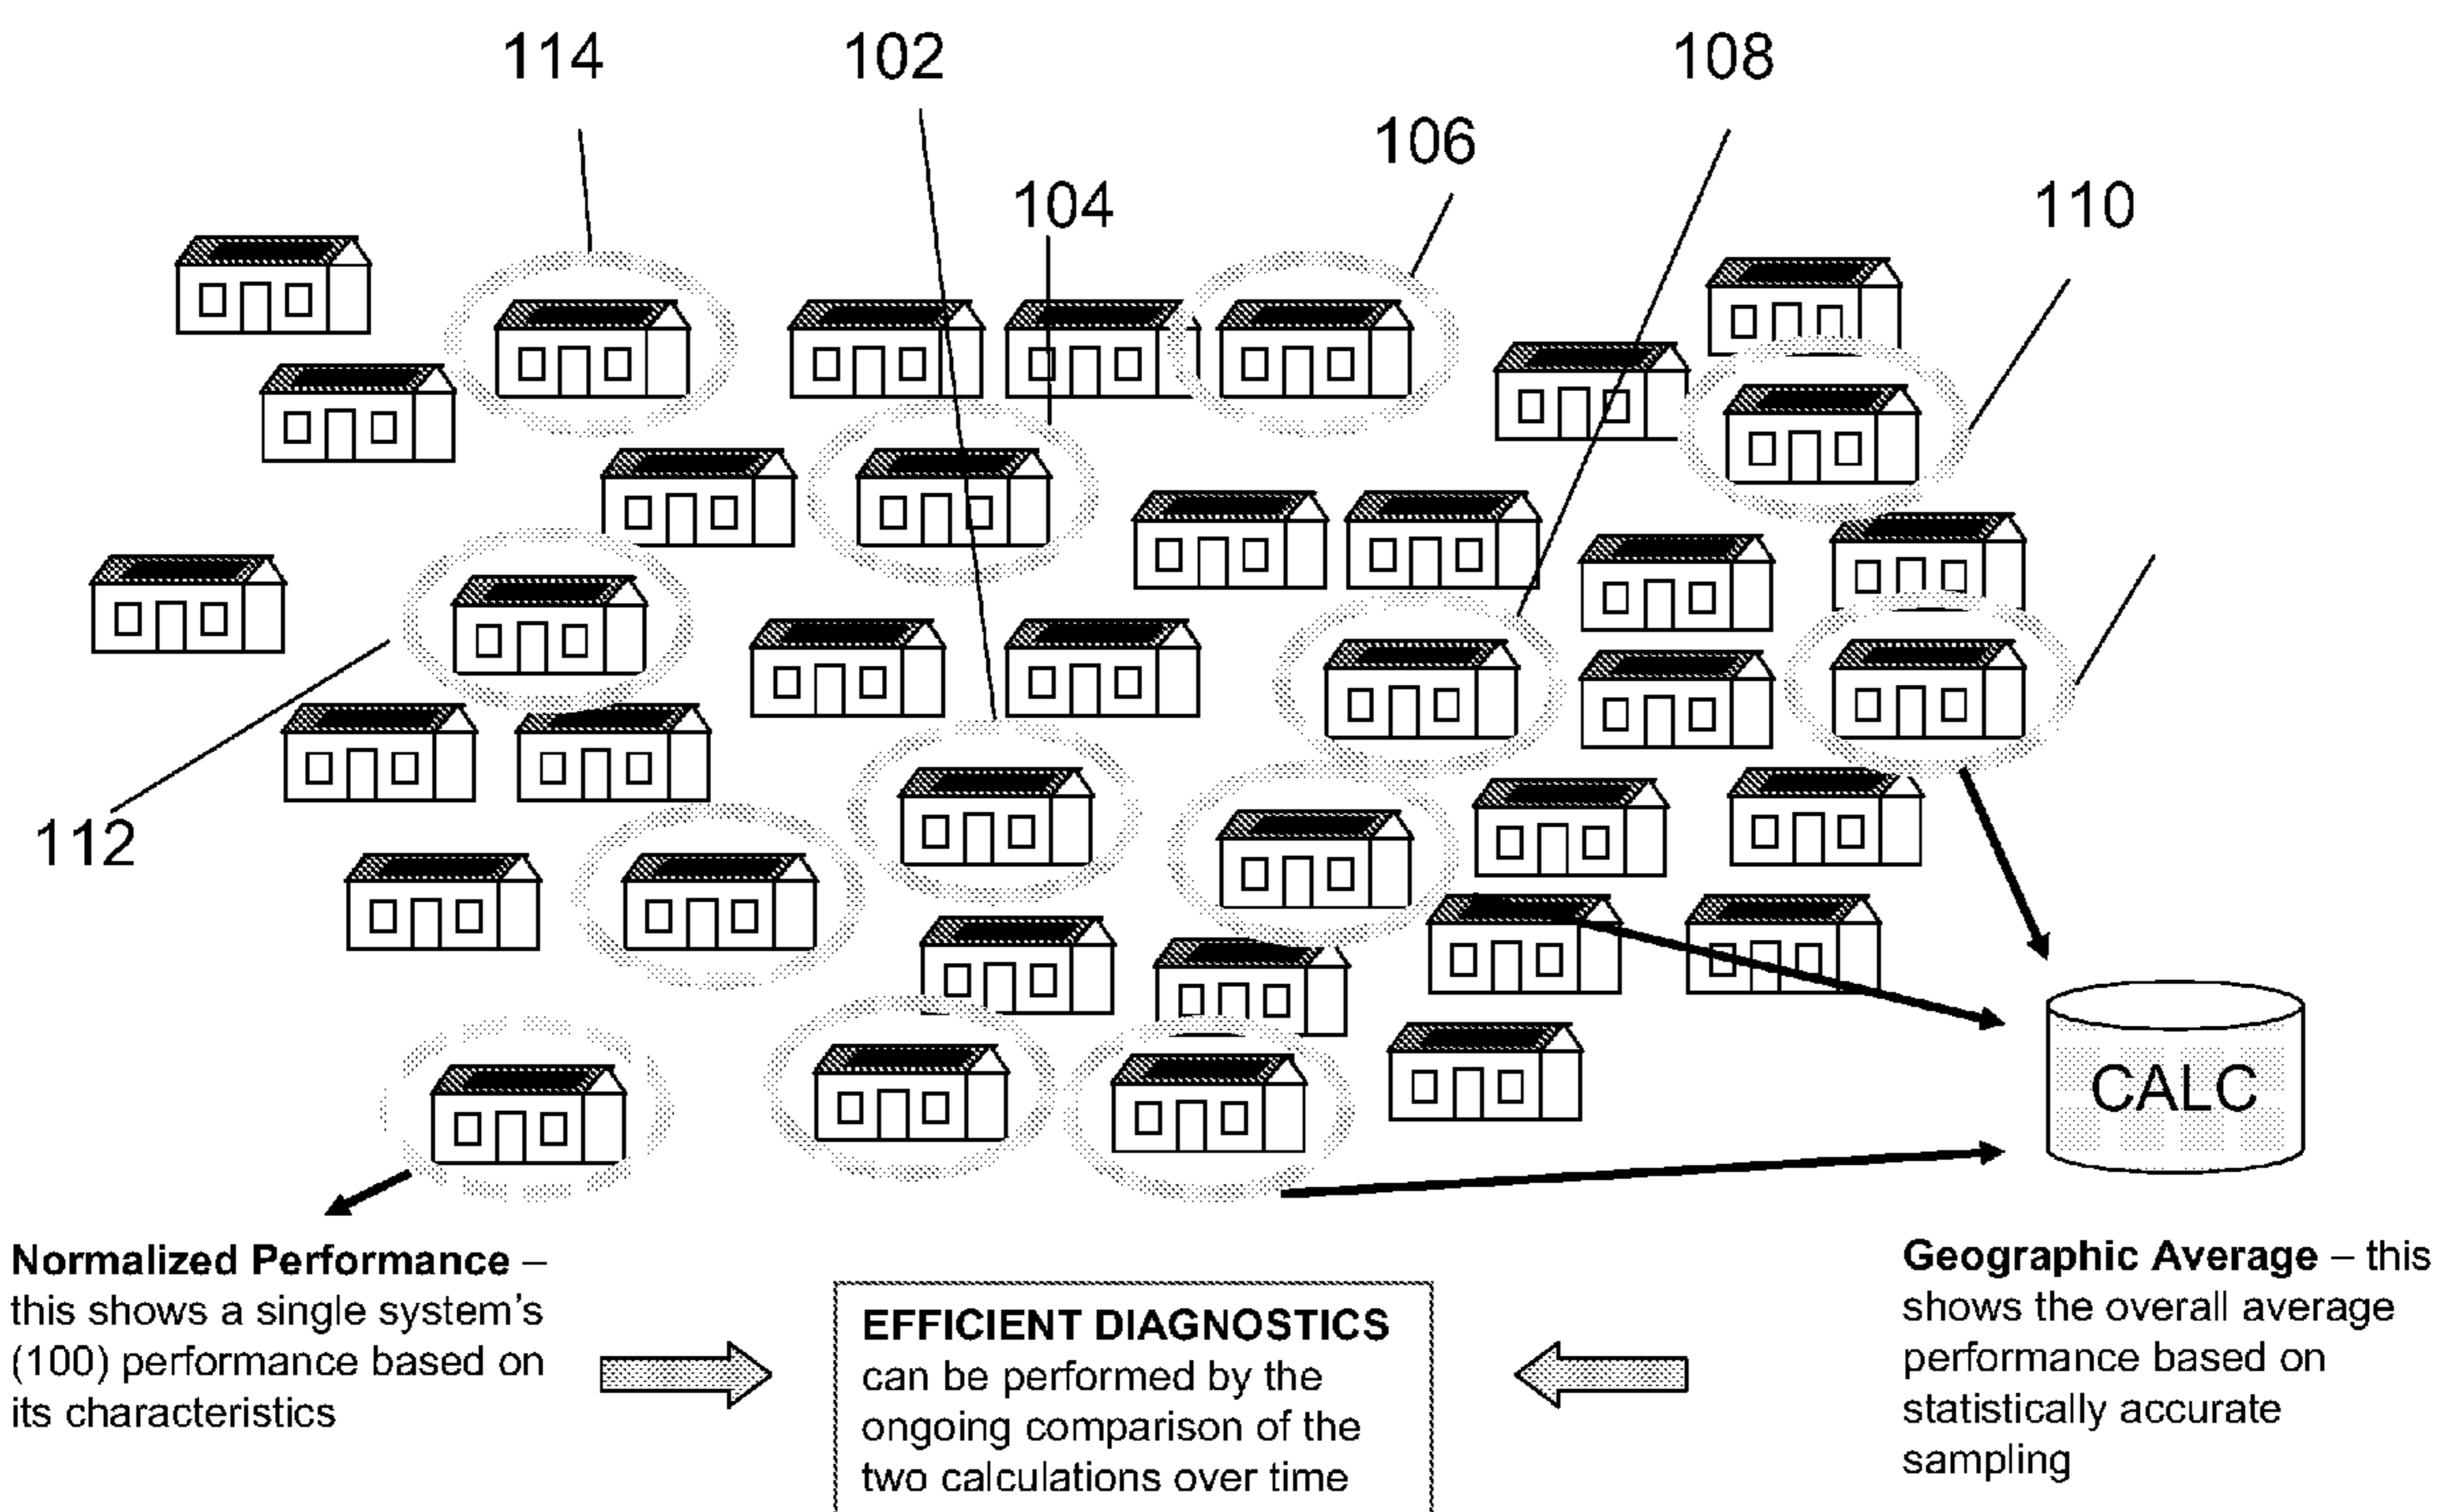 114
102
108
106
104
110
112
CALC
Normalized Performance –
this shows a single system's
(100) performance based on
its characteristics
EFFICIENT DIAGNOSTICS
can be performed by the
ongoing comparison of the
two calculations over time
Geographic Average – this
shows the overall average
performance based on
statistically accurate
sampling